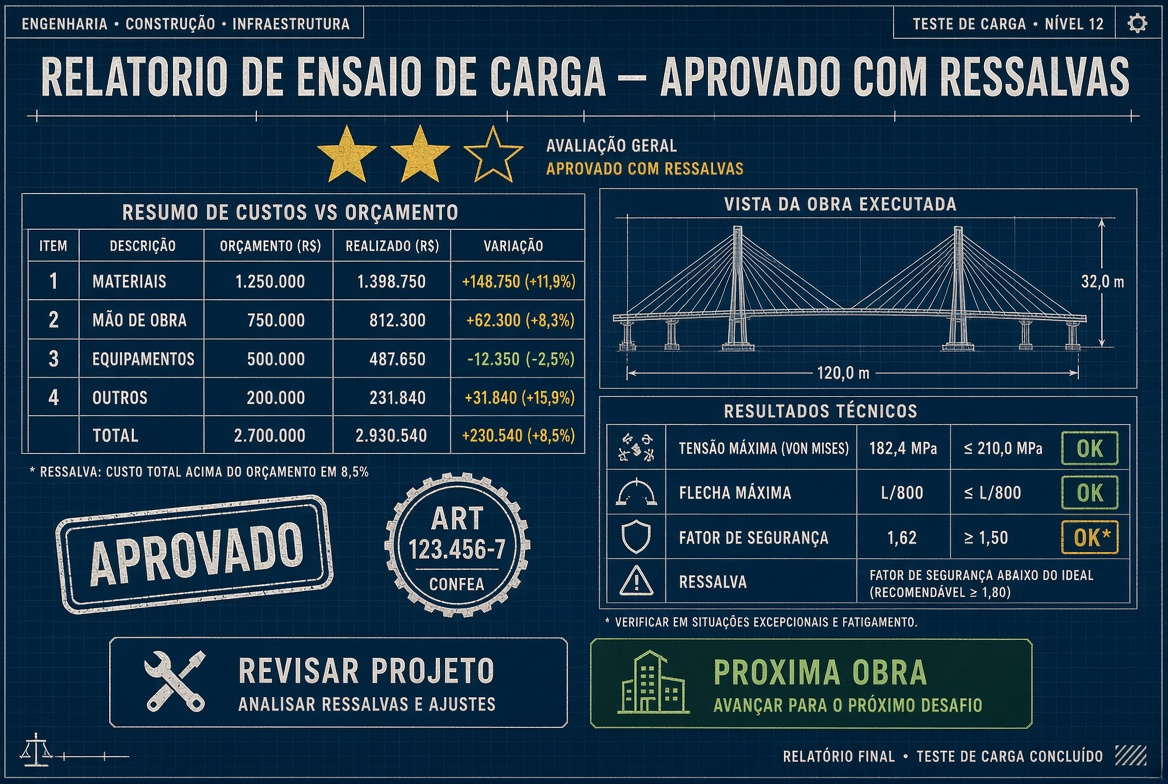 ENGENHARIA • CONSTRUÇÃO • INFRAESTRUTURA
TESTE DE CARGA • NÍVEL 12
RELATORIO DE ENSAIO DE CARGA — APROVADO COM RESSALVAS
AVALIAÇÃO GERAL
APROVADO COM RESSALVAS
RESUMO DE CUSTOS VS ORÇAMENTO
ITEM DESCRIÇÃO ORÇAMENTO (R$) REALIZADO (R$) VARIAÇÃO
1 MATERIAIS 1.250.000 1.398.750 +148.750 (+11,9%)
2 MÃO DE OBRA 750.000 812.300 +62.300 (+8,3%)
3 EQUIPAMENTOS 500.000 487.650 -12.350 (-2,5%)
4 OUTROS 200.000 231.840 +31.840 (+15,9%)
TOTAL 2.700.000 2.930.540 +230.540 (+8,5%)
* RESSALVA: CUSTO TOTAL ACIMA DO ORÇAMENTO EM 8,5%
VISTA DA OBRA EXECUTADA
32,0 m
120,0 m
RESULTADOS TÉCNICOS
TENSÃO MÁXIMA (VON MISES) 182,4 MPa ≤ 210,0 MPa OK
FLECHA MÁXIMA L/800 ≤ L/800 OK
FATOR DE SEGURANÇA 1,62 ≥ 1,50 OK*
RESSALVA FATOR DE SEGURANÇA ABAIXO DO IDEAL
(RECOMENDÁVEL ≥ 1,80)
* VERIFICAR EM SITUAÇÕES EXCEPCIONAIS E FATIGAMENTO.
APROVADO
ART
123.456-7
CONFEA
REVISAR PROJETO
ANALISAR RESSALVAS E AJUSTES
PROXIMA OBRA
AVANÇAR PARA O PRÓXIMO DESAFIO
RELATÓRIO FINAL • TESTE DE CARGA CONCLUÍDO